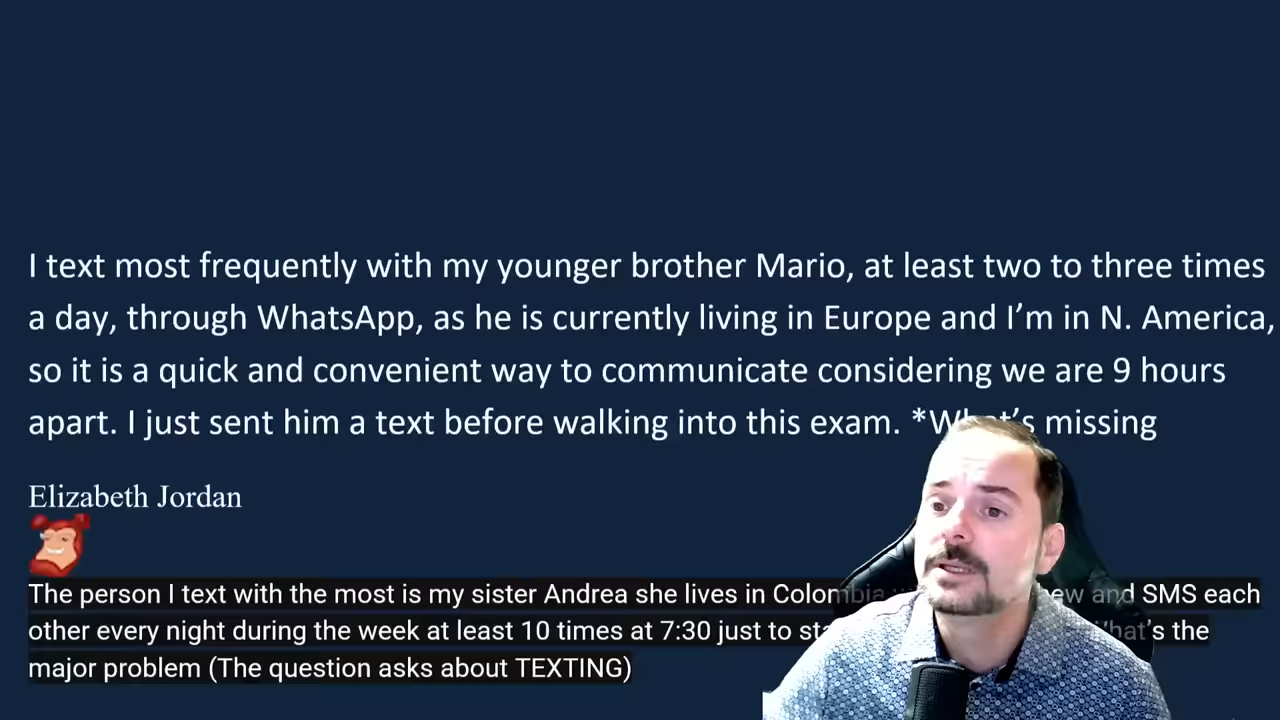 I text most frequently with my younger brother Mario, at least two to three times
a day, through WhatsApp, as he is currently living in Europe and I’m in N. America,
so it is a quick and convenient way to communicate considering we are 9 hours
apart. I just sent him a text before walking into this exam. *What’s missing
Elizabeth Jordan
The person I text with the most is my sister Andrea she lives in Colombia and SMS each
other every night during the week at least 10 times at 7:30 just to What’s the
major problem (The question asks about TEXTING)